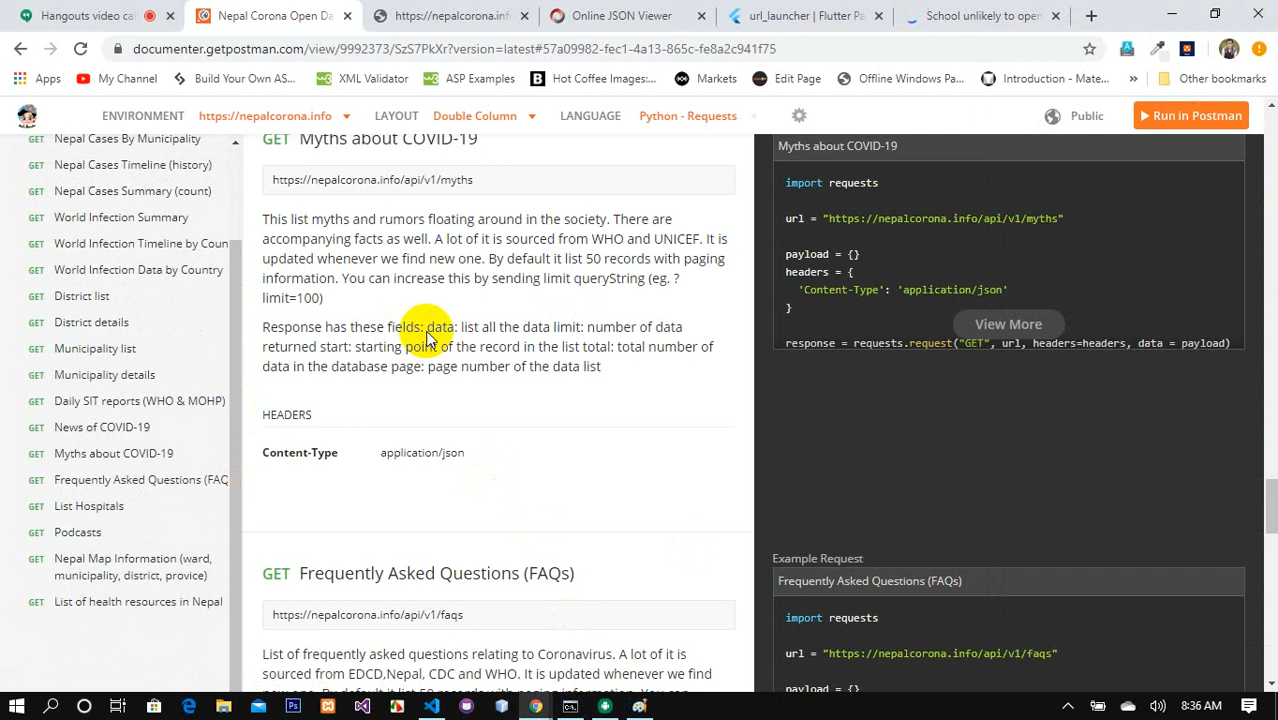 Hangouts video cal
Nepal Corona Open Da
https://nepalcorona.inf
Online JSON Viewer
url_launcher | Flutter Pa
School unlikely to open
documenter.getpostman.com/view/9992373/SzS7PkXr?version=latest#57a09982-fec1-4a13-865c-fe8a2c941f75
Apps
My Channel
Build Your Own AS...
XML Validator
ASP Examples
Hot Coffee Images:...
Markets
Edit Page
Offline Windows Pa...
Introduction - Mate...
»
Other bookmarks
ENVIRONMENT
https://nepalcorona.info
LAYOUT
Double Column
LANGUAGE
Python - Requests
Public
Run in Postman
GET Nepal Cases By Municipality
GET Nepal Cases Timeline (history)
GET Nepal Cases Summary (count)
GET World Infection Summary
GET World Infection Timeline by Coun
GET World Infection Data by Country
GET District list
GET District details
GET Municipality list
GET Municipality details
GET Daily SIT reports (WHO & MOHP)
GET News of COVID-19
GET Myths about COVID-19
GET Frequently Asked Questions (FAQ
GET List Hospitals
GET Podcasts
GET Nepal Map Information (ward,
municipality, district, provice)
GET List of health resources in Nepal
GET Myths about COVID-19
https://nepalcorona.info/api/v1/myths
This list myths and rumors floating around in the society. There are
accompanying facts as well. A lot of it is sourced from WHO and UNICEF. It is
updated whenever we find new one. By default it list 50 records with paging
information. You can increase this by sending limit queryString (eg. ?
limit=100)
Response has these fields: data: list all the data limit: number of data
returned start: starting point of the record in the list total: total number of
data in the database page: page number of the data list
HEADERS
Content-Type application/json
GET Frequently Asked Questions (FAQs)
https://nepalcorona.info/api/v1/faqs
List of frequently asked questions relating to Coronavirus. A lot of it is
sourced from EDCD,Nepal, CDC and WHO. It is updated whenever we find
new one. By default it list 50 records with paging information. You can
Myths about COVID-19
import requests
url = "https://nepalcorona.info/api/v1/myths"
payload = {}
headers = {
'Content-Type': 'application/json'
}
View More
response = requests.request("GET", url, headers=headers, data = payload)
Example Request
Frequently Asked Questions (FAQs)
import requests
url = "https://nepalcorona.info/api/v1/faqs"
payload = {}
8:36 AM